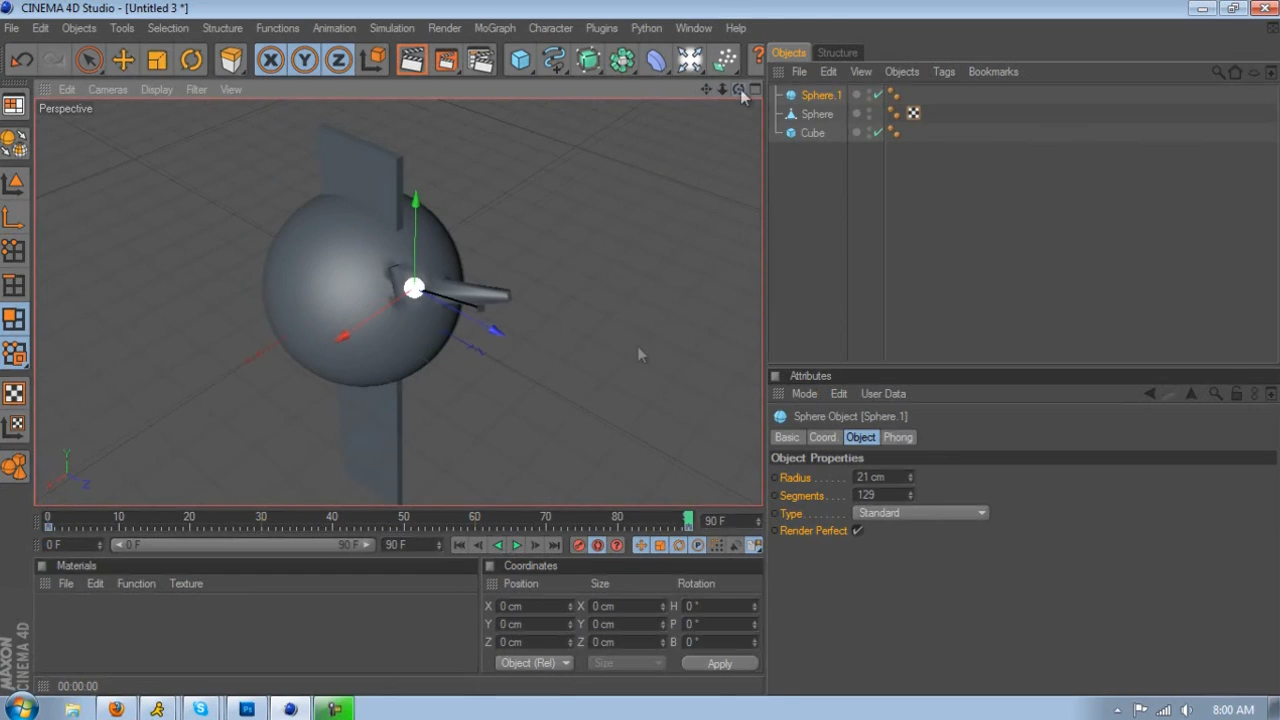 CINEMA 4D Studio - [Untitled 3 *]
File Edit Objects Tools Selection Functions Structure Animation Simulation Render MoGraph Character Plugins Python Window Help
X Y Z
Edit Cameras Display Filter View
Perspective
Y
Z
Objects Structure
File Edit View Objects Tags Bookmarks
Sphere.1
Sphere
Cube
Attributes
Mode Edit User Data
Sphere Object [Sphere.1]
Basic Coord. Object Phong
Object Properties
Radius . . . . . . 21 cm
Segments . . . . 129
Type . . . . . . . Standard
Render Perfect
0 10 20 30 40 50 60 70 80 90 F
0 F 0 F 90 F 90 F
Materials
File Edit Function Texture
Coordinates
Position Size Rotation
X 0 cm X 0 cm H 0 °
Y 0 cm Y 0 cm P 0 °
Z 0 cm Z 0 cm B 0 °
Object (Rel) Size Apply
MAXON
CINEMA 4D
00:00:00
8:00 AM